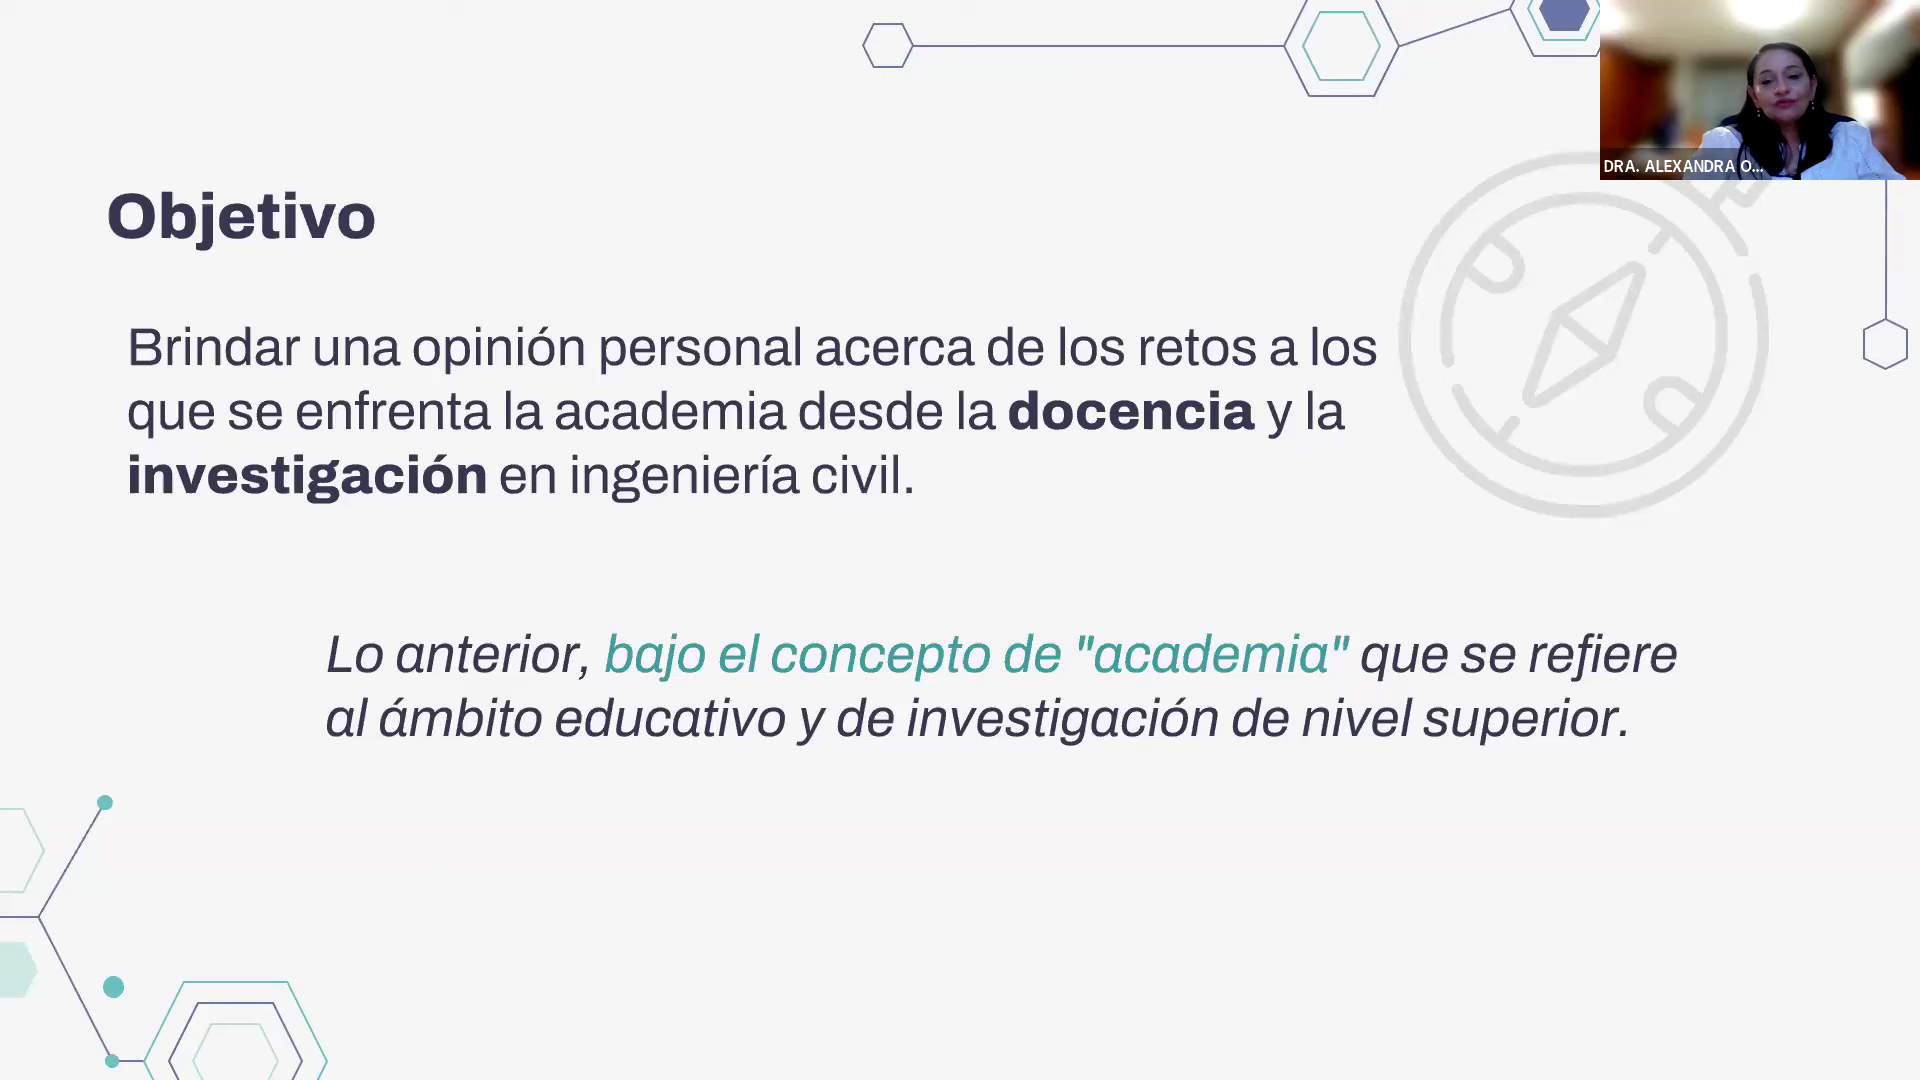 DRA. ALEXANDRA O...
Objetivo
Brindar una opinión personal acerca de los retos a los
que se enfrenta la academia desde la docencia y la
investigación en ingeniería civil.
Lo anterior, bajo el concepto de "academia" que se refiere
al ámbito educativo y de investigación de nivel superior.